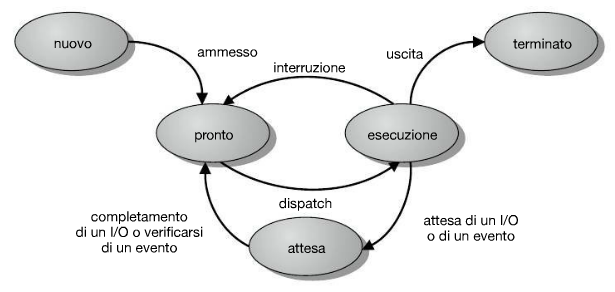 nuovo
ammesso
interruzione
uscita
terminato
pronto
esecuzione
dispatch
completamento
di un I/O o verificarsi
di un evento
attesa
attesa di un I/O
o di un evento